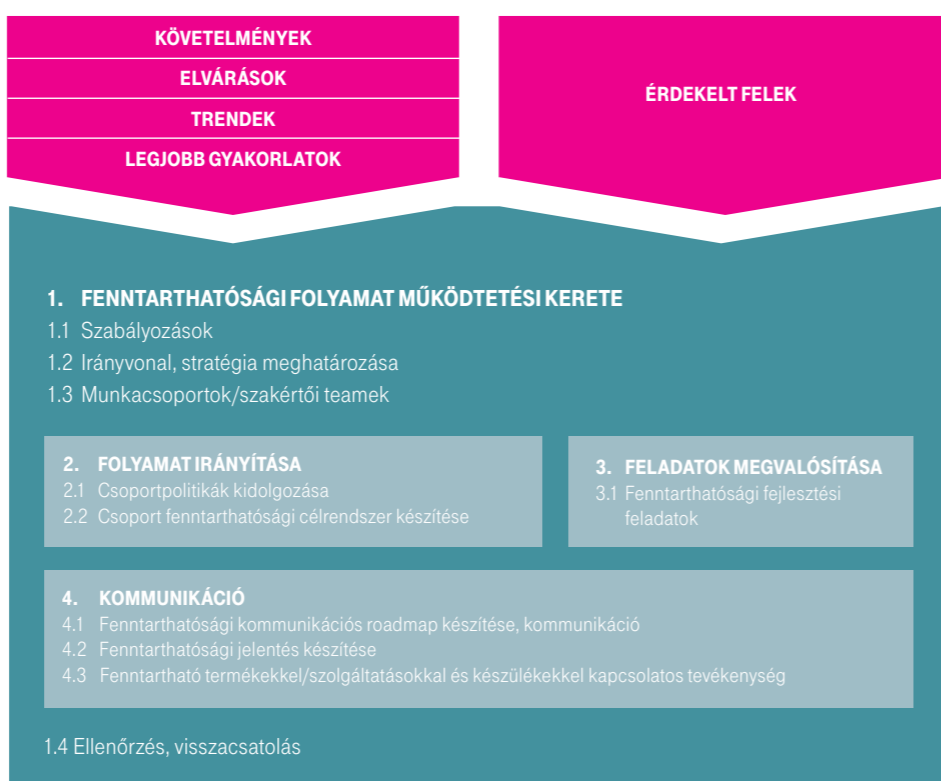 KÖVETELMÉNYEK
ELVÁRÁSOK
TRENDEK
LEGJOBB GYAKORLATOK
ÉRDEKELT FELEK
1. FENNTARTHATÓSÁGI FOLYAMAT MŰKÖDTETÉSI KERETE
1.1 Szabályozások
1.2 Irányvonal, stratégia meghatározása
1.3 Munkacsoportok/szakértői teamek
2. FOLYAMAT IRÁNYÍTÁSA
2.1 Csoportpolitikák kidolgozása
2.2 Csoport fenntarthatósági célrendszer készítése
3. FELADATOK MEGVALÓSÍTÁSA
3.1 Fenntarthatósági fejlesztési
feladatok
4. KOMMUNIKÁCIÓ
4.1 Fenntarthatósági kommunikációs roadmap készítése, kommunikáció
4.2 Fenntarthatósági jelentés készítése
4.3 Fenntartható termékekkel/szolgáltatásokkal és készülékekkel kapcsolatos tevékenység
1.4 Ellenőrzés, visszacsatolás